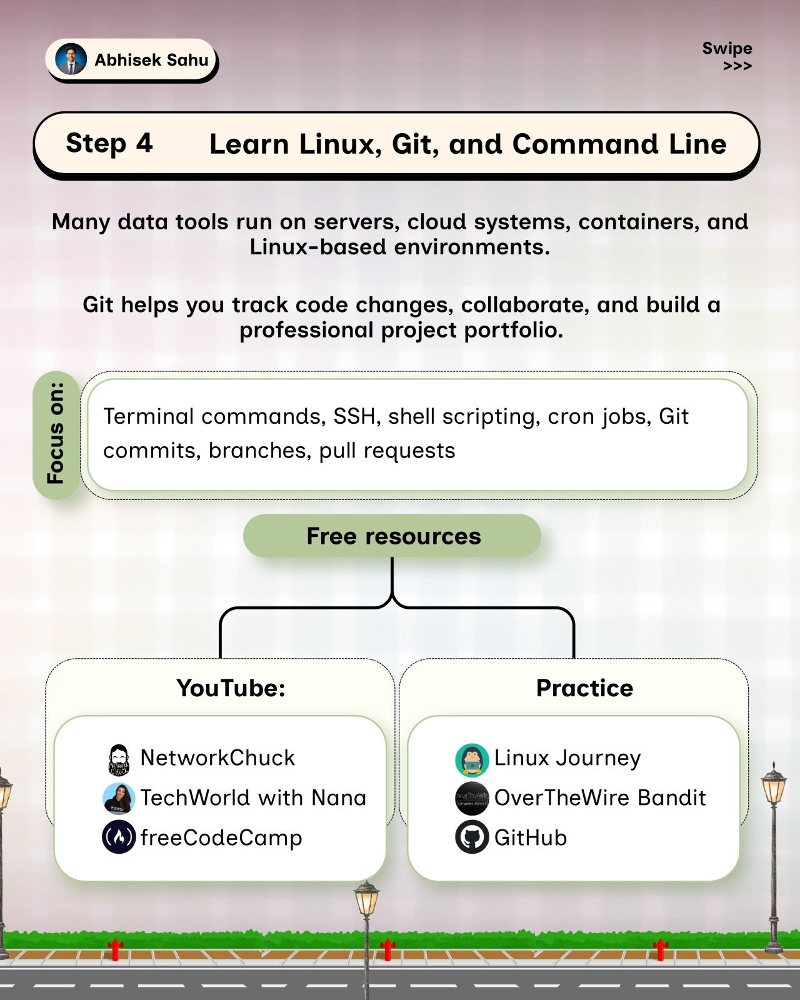 Abhisek Sahu
Swipe
>>>
Step 4 Learn Linux, Git, and Command Line
Many data tools run on servers, cloud systems, containers, and
Linux-based environments.
Git helps you track code changes, collaborate, and build a
professional project portfolio.
Focus on:
Terminal commands, SSH, shell scripting, cron jobs, Git
commits, branches, pull requests
Free resources
YouTube:
NETWORK
CHUCK
NetworkChuck
TechWorld with Nana
freeCodeCamp
Practice
Linux Journey
OverTheWire
OverTheWire Bandit
GitHub